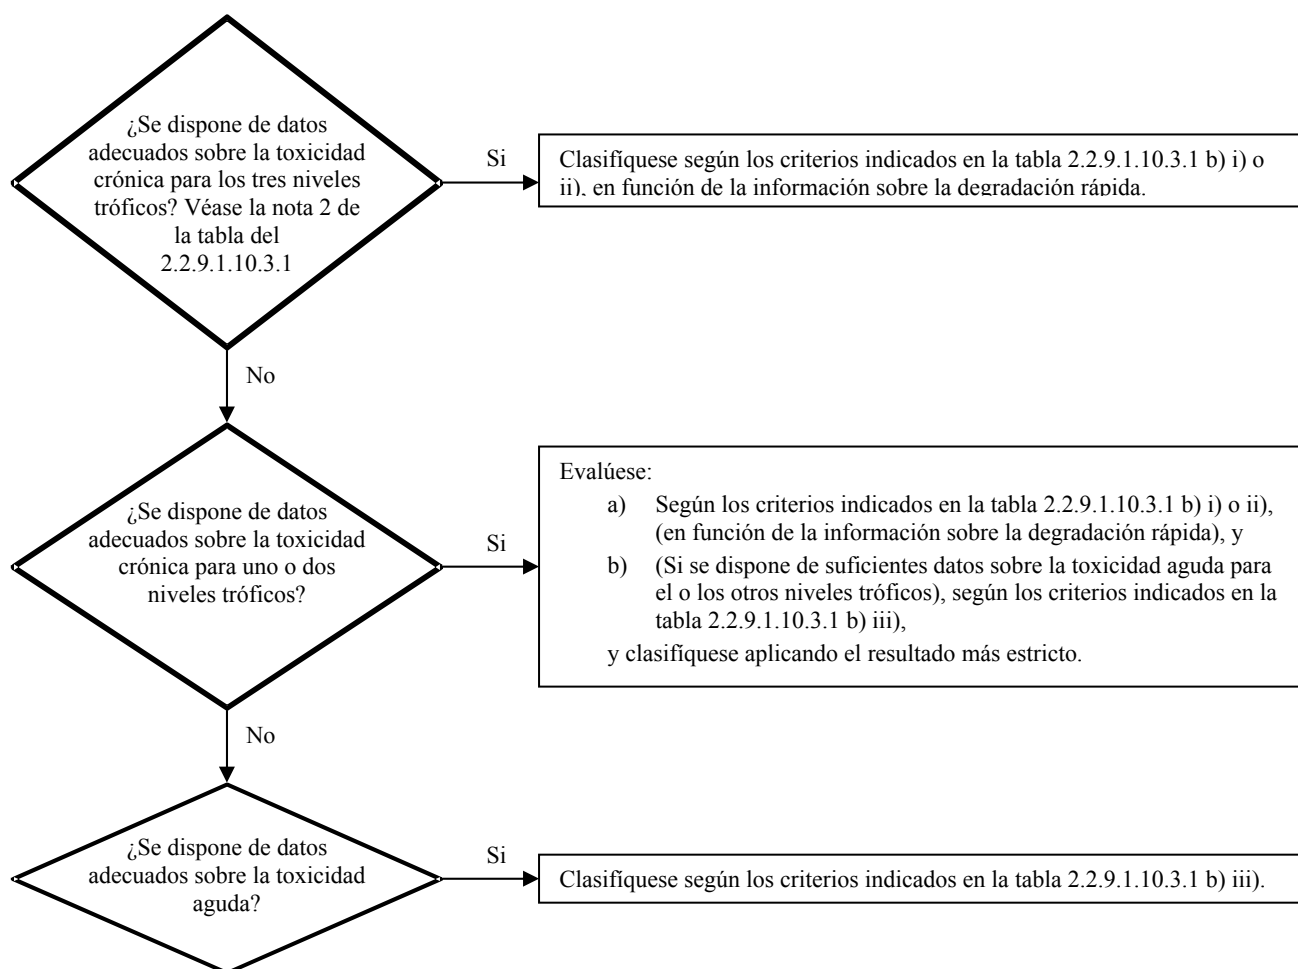 ¿Se dispone de datos
adecuados sobre la toxicidad
crónica para los tres niveles
tróficos? Véase la nota 2 de
la tabla del
2.2.9.1.10.3.1
Si
Clasifíquese según los criterios indicados en la tabla 2.2.9.1.10.3.1 b) i) o
ii), en función de la información sobre la degradación rápida.
No
¿Se dispone de datos
adecuados sobre la toxicidad
crónica para uno o dos
niveles tróficos?
Si
Evalúese:
a) Según los criterios indicados en la tabla 2.2.9.1.10.3.1 b) i) o ii),
(en función de la información sobre la degradación rápida), y
b) (Si se dispone de suficientes datos sobre la toxicidad aguda para
el o los otros niveles tróficos), según los criterios indicados en la
tabla 2.2.9.1.10.3.1 b) iii),
y clasifíquese aplicando el resultado más estricto.
No
¿Se dispone de datos
adecuados sobre la toxicidad
aguda?
Si
Clasifíquese según los criterios indicados en la tabla 2.2.9.1.10.3.1 b) iii).